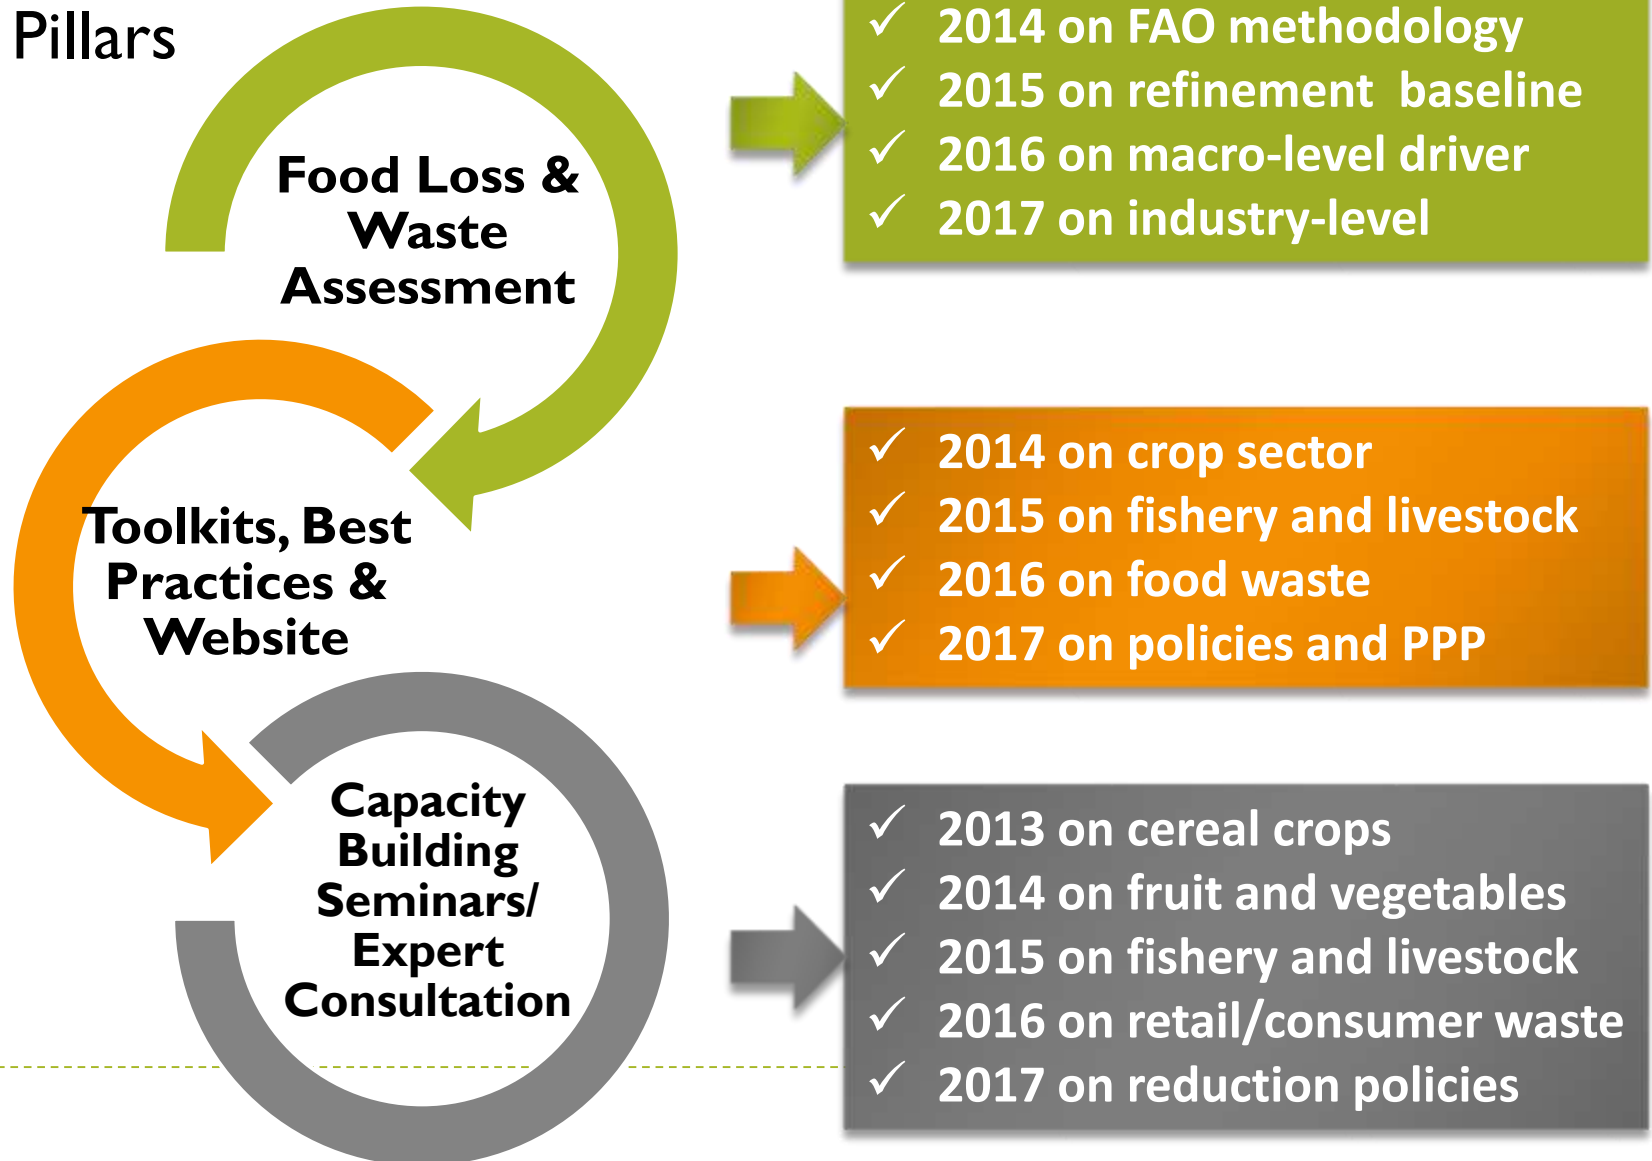 Pillars
Food Loss &
Waste
Assessment
✓ 2014 on FAO methodology
✓ 2015 on refinement  baseline
✓ 2016 on macro-level driver
✓ 2017 on industry-level
Toolkits, Best
Practices &
Website
✓ 2014 on crop sector
✓ 2015 on fishery and livestock
✓ 2016 on food waste
✓ 2017 on policies and PPP
Capacity
Building
Seminars/
Expert
Consultation
✓ 2013 on cereal crops
✓ 2014 on fruit and vegetables
✓ 2015 on fishery and livestock
✓ 2016 on retail/consumer waste
✓ 2017 on reduction policies